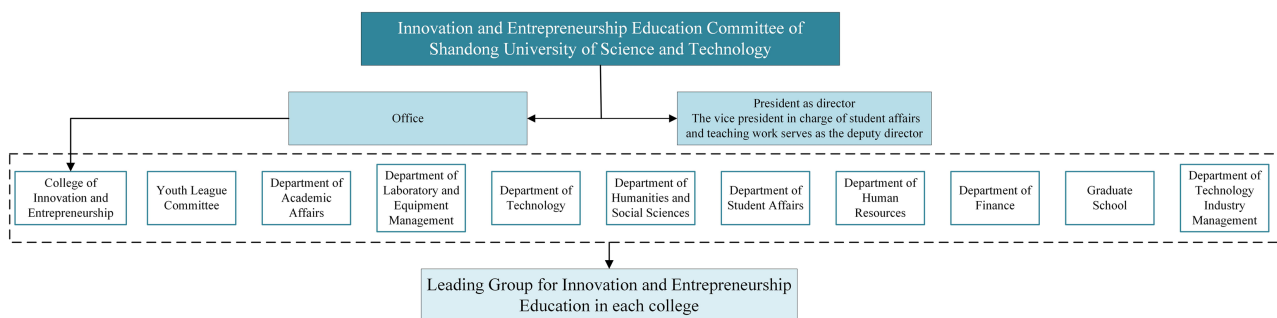 Innovation and Entrepreneurship Education Committee of
Shandong University of Science and Technology
Office
President as director
The vice president in charge of student affairs
and teaching work serves as the deputy director
College of
Innovation and
Entrepreneurship
Youth League
Committee
Department of
Academic
Affairs
Department of
Laboratory and
Equipment
Management
Department of
Technology
Department of
Humanities and
Social Sciences
Department of
Student Affairs
Department of
Human
Resources
Department of
Finance
Graduate
School
Department of
Technology
Industry
Management
Leading Group for Innovation and Entrepreneurship
Education in each college